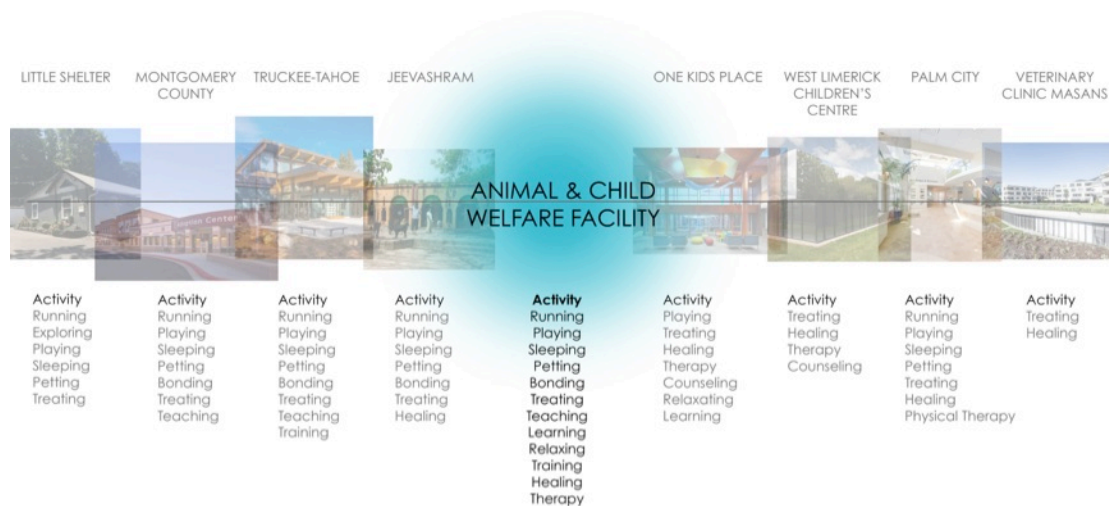 LITTLE SHELTER
MONTGOMERY
COUNTY
TRUCKEE-TAHOE
JEEVASHRAM
ONE KIDS PLACE
WEST LIMERICK
CHILDREN'S
CENTRE
PALM CITY
VETERINARY
CLINIC MASANS
ANIMAL & CHILD
WELFARE FACILITY
Activity
Running
Exploring
Playing
Sleeping
Petting
Treating
Activity
Running
Playing
Sleeping
Petting
Bonding
Treating
Teaching
Activity
Running
Playing
Sleeping
Petting
Bonding
Treating
Teaching
Training
Activity
Running
Playing
Sleeping
Petting
Bonding
Treating
Healing
Activity
Running
Playing
Sleeping
Petting
Bonding
Treating
Teaching
Learning
Relaxing
Training
Healing
Therapy
Activity
Playing
Treating
Healing
Therapy
Counseling
Relaxating
Learning
Activity
Treating
Healing
Therapy
Counseling
Activity
Running
Playing
Sleeping
Petting
Treating
Healing
Physical Therapy
Activity
Treating
Healing